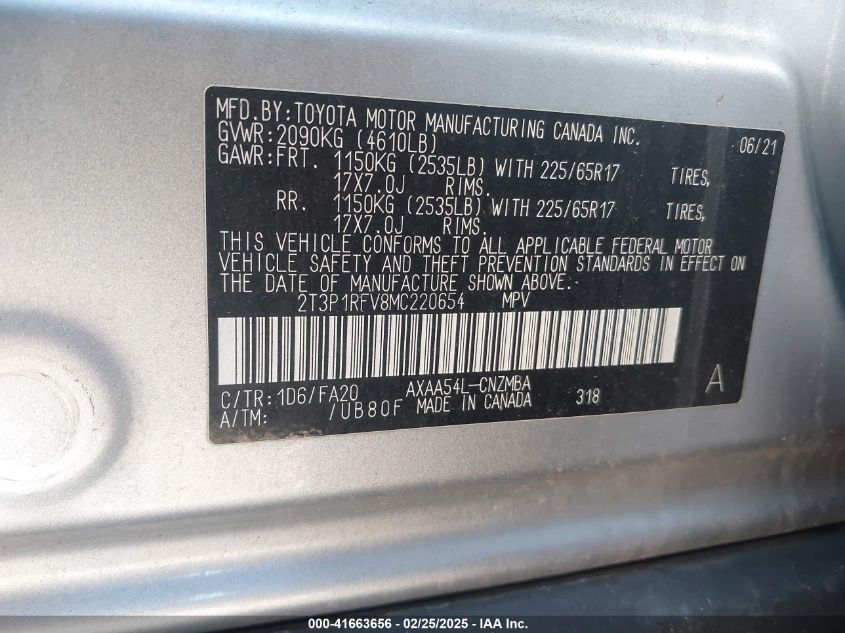 MFD.BY:TOYOTA MOTOR MANUFACTURING CANADA INC.
GVWR:2090KG (4610LB) 06/21
GAWR:FRT. 1150KG (2535LB) WITH 225/65R17 TIRES,
17X7.0J RIMS.
RR. 1150KG (2535LB) WITH 225/65R17 TIRES,
17X7.0J RIMS.
THIS VEHICLE CONFORMS TO ALL APPLICABLE FEDERAL MOTOR
VEHICLE SAFETY AND THEFT PREVENTION STANDARDS IN EFFECT ON
THE DATE OF MANUFACTURE SHOWN ABOVE.
2T3P1RFV8MC220654 MPV
C/TR:1D6/FA20 AXAA54L-CNZMBA A
A/TM: /UB80F MADE IN CANADA 318
000-41663656 - 02/25/2025 - IAA Inc.